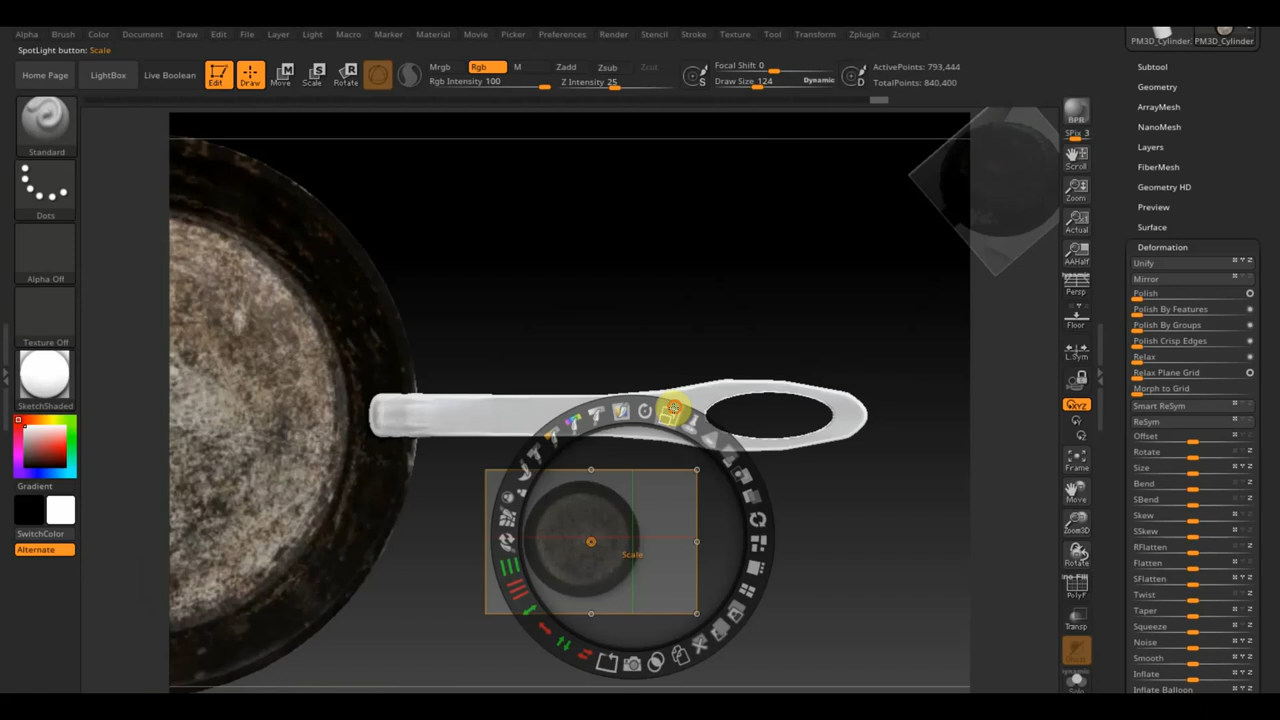 Alpha Brush Color Document Draw Edit File Layer Light Macro Marker Material Movie Picker Preferences Render Stencil Stroke Texture Tool Transform Zplugin Zscript
SpotLight button: Scale
Home Page
LightBox
Live Boolean
Edit
Draw
Move
Scale
Rotate
Mrgb
Rgb
M
Zadd
Zsub
Zcut
Rgb Intensity 100
Z Intensity 25
Focal Shift 0
Draw Size 124
Dynamic
ActivePoints: 793,444
TotalPoints: 840,400
Standard
Dots
Alpha Off
Texture Off
SketchShaded
Gradient
SwitchColor
Alternate
Scale
BPR
SPix 3
Scroll
Zoom
Actual
AAHalf
Persp
Floor
L.Sym
XYZ
Frame
Move
Zoom3D
Rotate
PolyF
Transp
Solo
PM3D_Cylinder
PM3D_Cylinder
Subtool
Geometry
ArrayMesh
NanoMesh
Layers
FiberMesh
Geometry HD
Preview
Surface
Deformation
Unify
Mirror
Polish
Polish By Features
Polish By Groups
Polish Crisp Edges
Relax
Relax Plane Grid
Morph to Grid
Smart ReSym
ReSym
Offset
Rotate
Size
Bend
SBend
Skew
SSkew
RFlatten
Flatten
SFlatten
Twist
Taper
Squeeze
Noise
Smooth
Inflate
Inflate Balloon